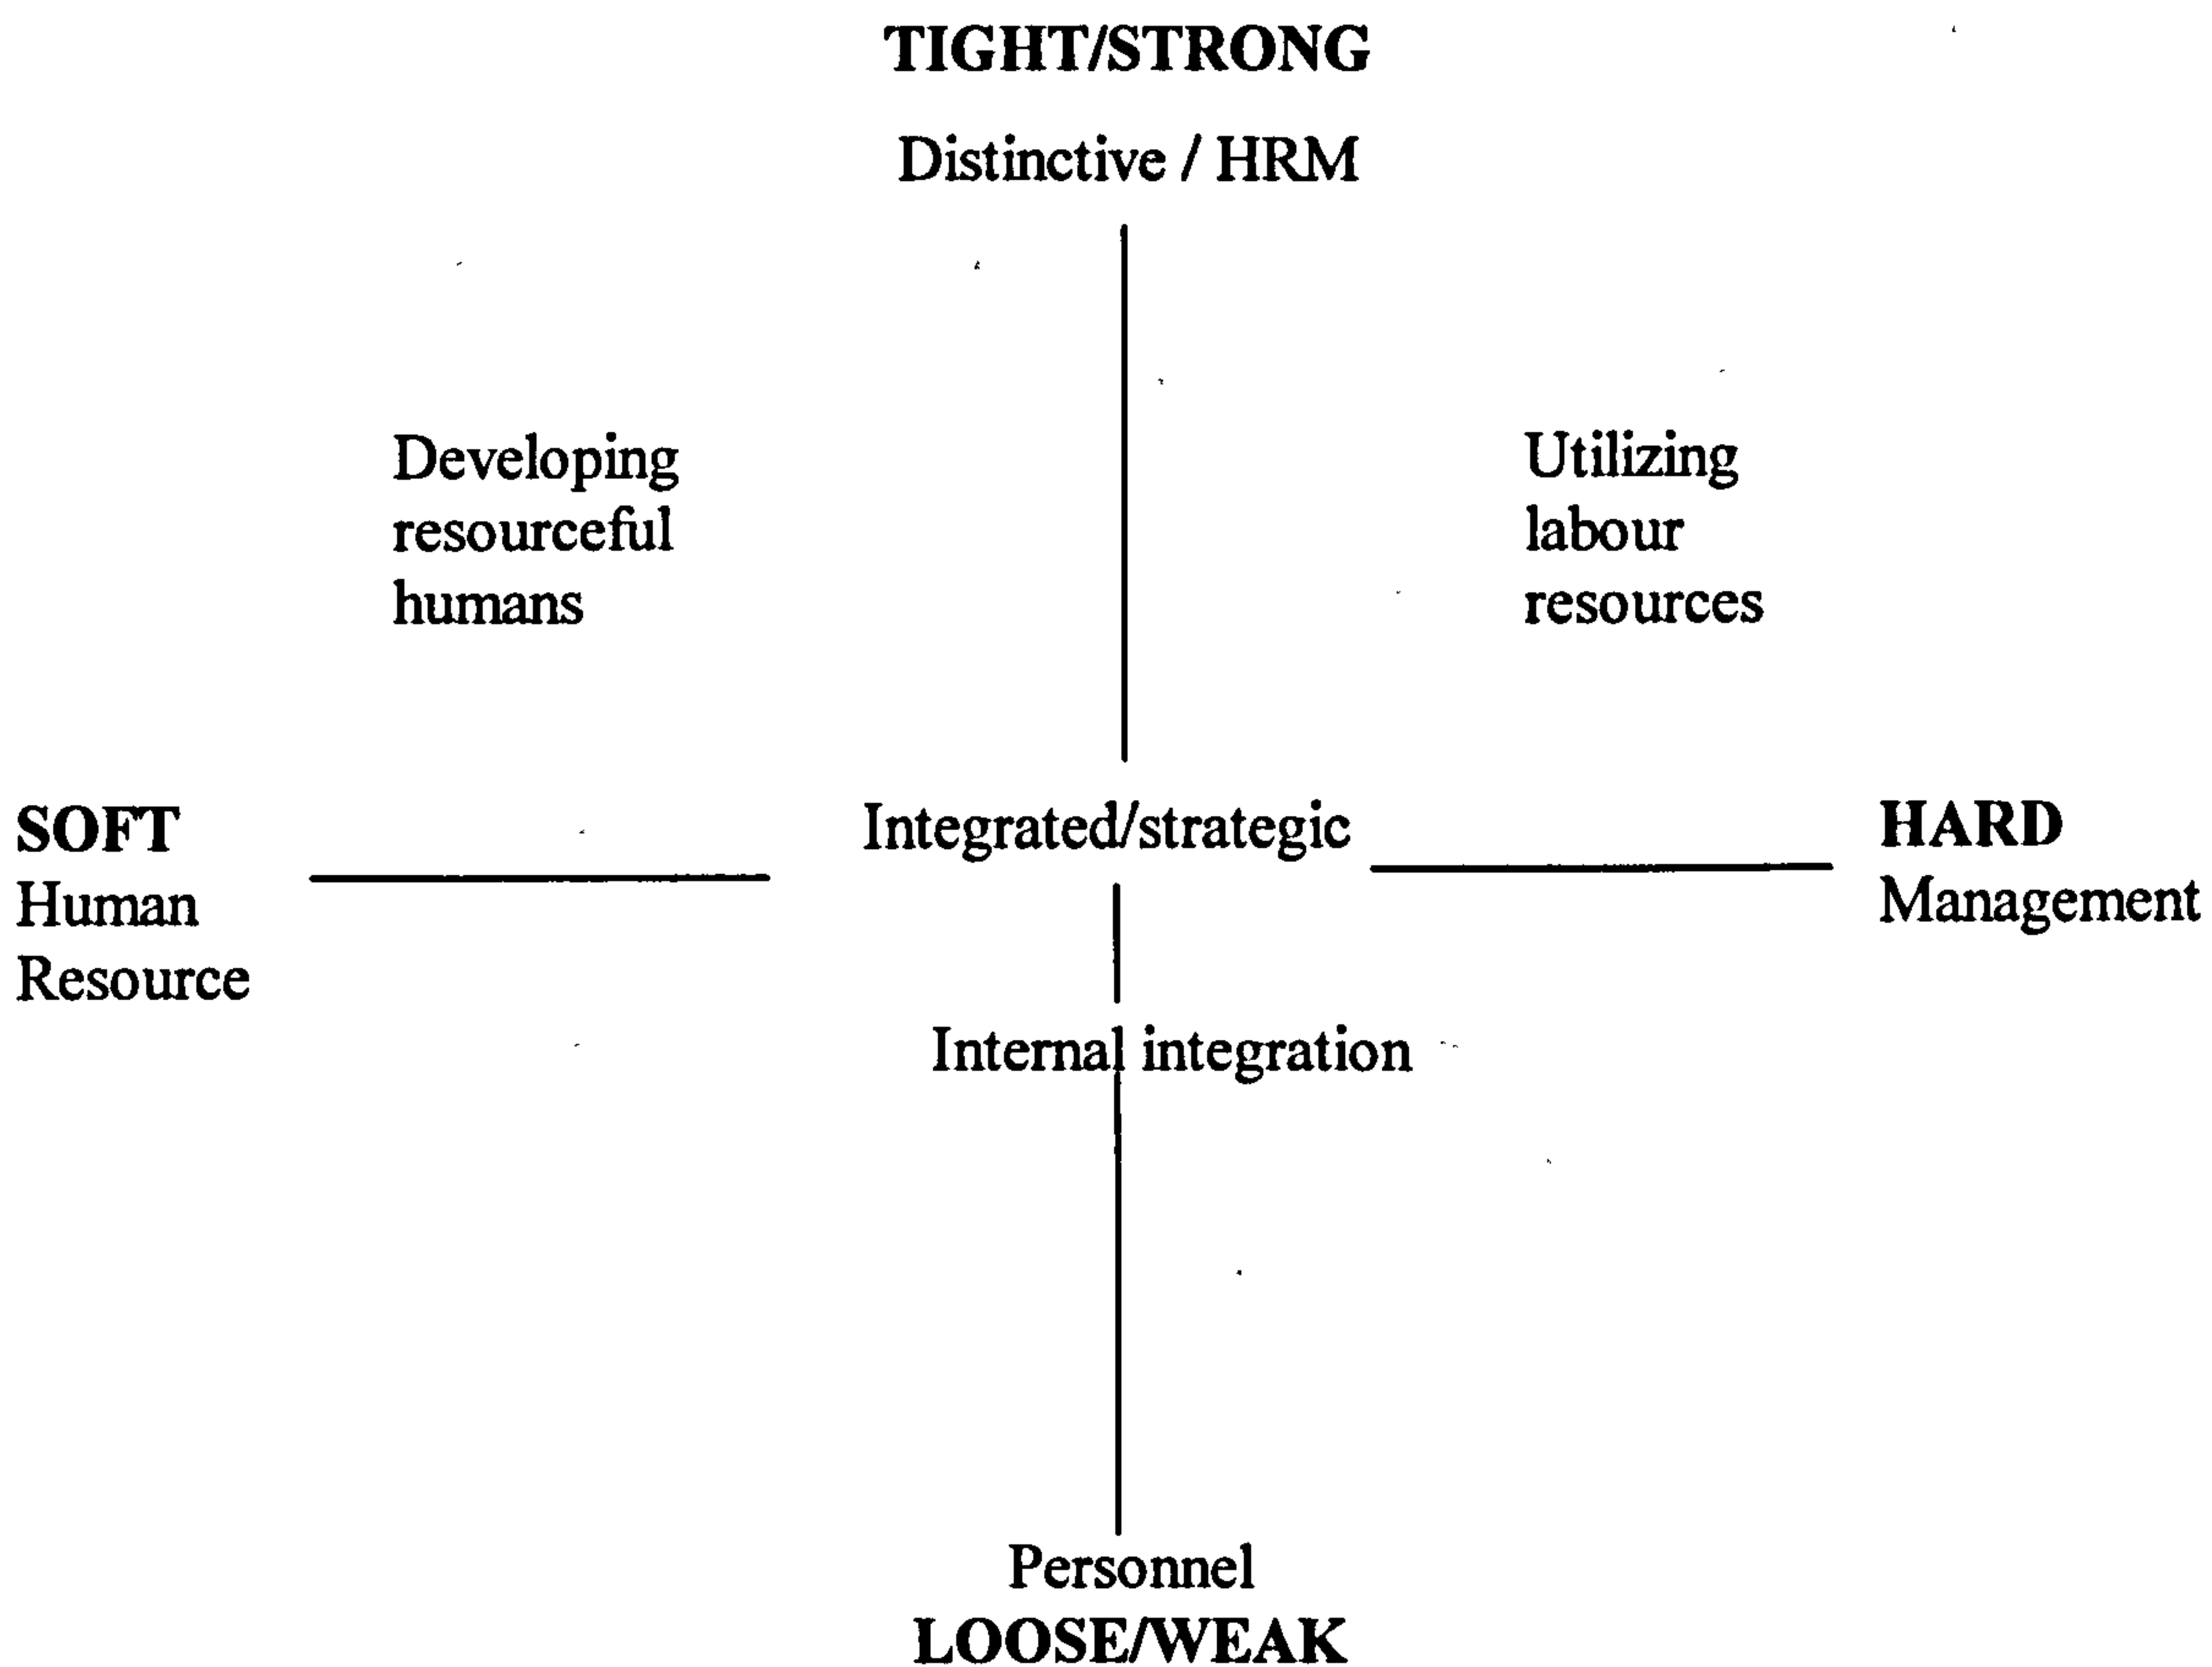 TIGHT/STRONG
Distinctive / HRM
Developing
resourceful
humans
Utilizing
labour
resources
SOFT
Human
Resource
Integrated/strategic
HARD
Management
Internal integration
Personnel
LOOSE/WEAK